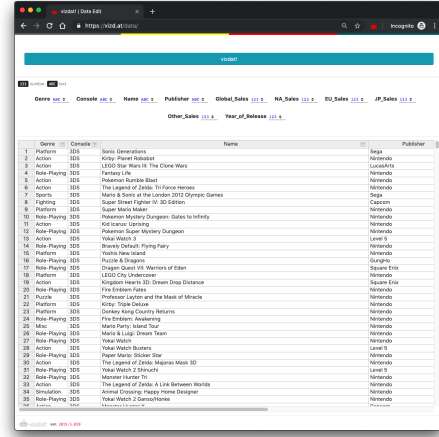 vizdat! | Data Edit
https://vizd.at/data/
Incognito
vizdat!
123 number ABC text
Genre ABC Console ABC Name ABC Publisher ABC Global_Sales 123 NA_Sales 123 EU_Sales 123 JP_Sales 123
Other_Sales 123 Year_of_Release 123
Genre Console Name Publisher
1 Platform 3DS Sonic Generations Sega
2 Action 3DS Kirby: Planet Robobot Nintendo
3 Action 3DS LEGO Star Wars III: The Clone Wars LucasArts
4 Role-Playing 3DS Fantasy Life Nintendo
5 Action 3DS Pokemon Rumble Blast Nintendo
6 Action 3DS The Legend of Zelda: Tri Force Heroes Nintendo
7 Sports 3DS Mario & Sonic at the London 2012 Olympic Games Sega
8 Fighting 3DS Super Street Fighter IV: 3D Edition Capcom
9 Platform 3DS Super Mario Maker Nintendo
10 Role-Playing 3DS Pokemon Mystery Dungeon: Gates to Infinity Nintendo
11 Action 3DS Kid Icarus: Uprising Nintendo
12 Action 3DS Pokemon Super Mystery Dungeon Nintendo
13 Action 3DS Yokai Watch 3 Level 5
14 Role-Playing 3DS Bravely Default: Flying Fairy Nintendo
15 Platform 3DS Yoshis New Island Nintendo
16 Role-Playing 3DS Puzzle & Dragons GungHo
17 Role-Playing 3DS Dragon Quest VII: Warriors of Eden Square Enix
18 Platform 3DS LEGO City Undercover Nintendo
19 Action 3DS Kingdom Hearts 3D: Dream Drop Distance Square Enix
20 Role-Playing 3DS Fire Emblem Fates Nintendo
21 Puzzle 3DS Professor Layton and the Mask of Miracle Nintendo
22 Platform 3DS Kirby: Triple Deluxe Nintendo
23 Platform 3DS Donkey Kong Country Returns Nintendo
24 Role-Playing 3DS Fire Emblem: Awakening Nintendo
25 Misc 3DS Mario Party: Island Tour Nintendo
26 Role-Playing 3DS Mario & Luigi: Dream Team Nintendo
27 Role-Playing 3DS Yokai Watch Nintendo
28 Action 3DS Yokai Watch Busters Level 5
29 Role-Playing 3DS Paper Mario: Sticker Star Nintendo
30 Action 3DS The Legend of Zelda: Majoras Mask 3D Nintendo
31 Role-Playing 3DS Yokai Watch 2 Shinuchi Level 5
32 Role-Playing 3DS Monster Hunter Tri Nintendo
33 Action 3DS The Legend of Zelda: A Link Between Worlds Nintendo
34 Simulation 3DS Animal Crossing: Happy Home Designer Nintendo
35 Role-Playing 3DS Yokai Watch 2 Ganso/Honke Nintendo
vizdat!